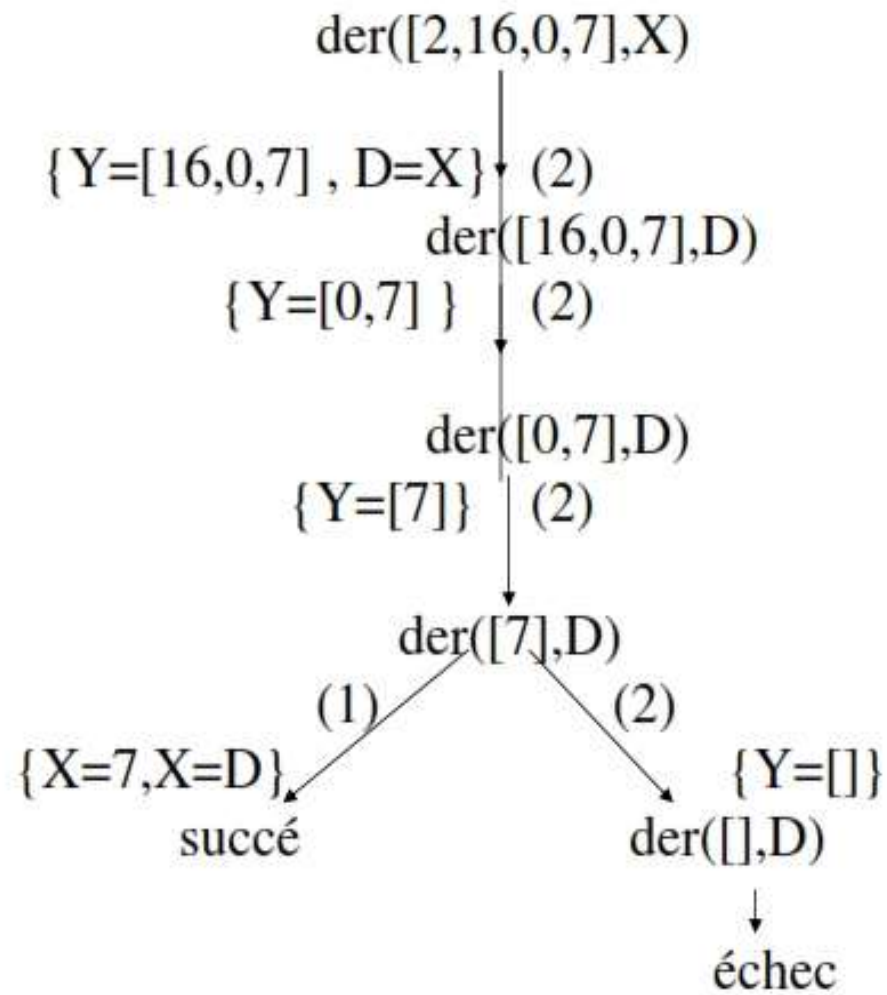 der([2,16,0,7],X)
{Y=[16,0,7] , D=X} (2)
der([16,0,7],D)
{Y=[0,7] } (2)
der([0,7],D)
{Y=[7]} (2)
der([7],D)
(1) (2)
{X=7,X=D} {Y=[]}
succé der([],D)
échec